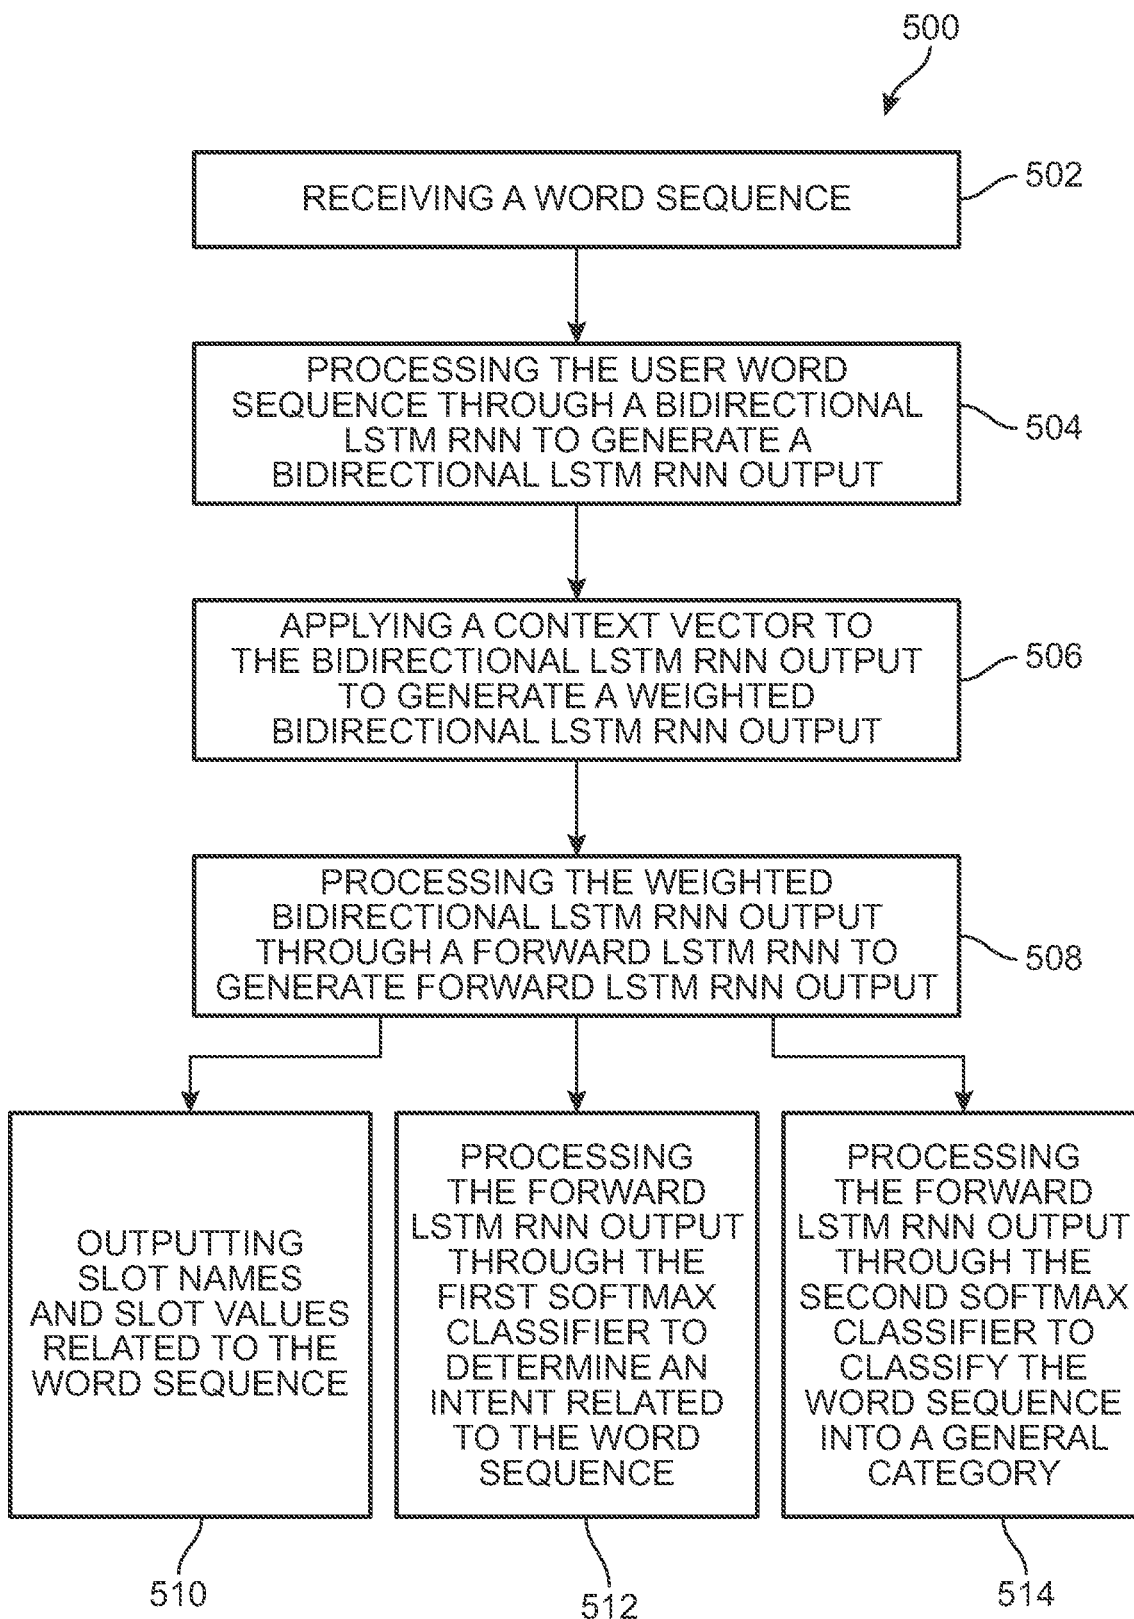 500
RECEIVING A WORD SEQUENCE
502
PROCESSING THE USER WORD
SEQUENCE THROUGH A BIDIRECTIONAL
LSTM RNN TO GENERATE A
BIDIRECTIONAL LSTM RNN OUTPUT
504
APPLYING A CONTEXT VECTOR TO
THE BIDIRECTIONAL LSTM RNN OUTPUT
TO GENERATE A WEIGHTED
BIDIRECTIONAL LSTM RNN OUTPUT
506
PROCESSING THE WEIGHTED
BIDIRECTIONAL LSTM RNN OUTPUT
THROUGH A FORWARD LSTM RNN TO
GENERATE FORWARD LSTM RNN OUTPUT
508
OUTPUTTING
SLOT NAMES
AND SLOT VALUES
RELATED TO THE
WORD SEQUENCE
510
PROCESSING
THE FORWARD
LSTM RNN OUTPUT
THROUGH THE
FIRST SOFTMAX
CLASSIFIER TO
DETERMINE AN
INTENT RELATED
TO THE WORD
SEQUENCE
512
PROCESSING
THE FORWARD
LSTM RNN OUTPUT
THROUGH THE
SECOND SOFTMAX
CLASSIFIER TO
CLASSIFY THE
WORD SEQUENCE
INTO A GENERAL
CATEGORY
514